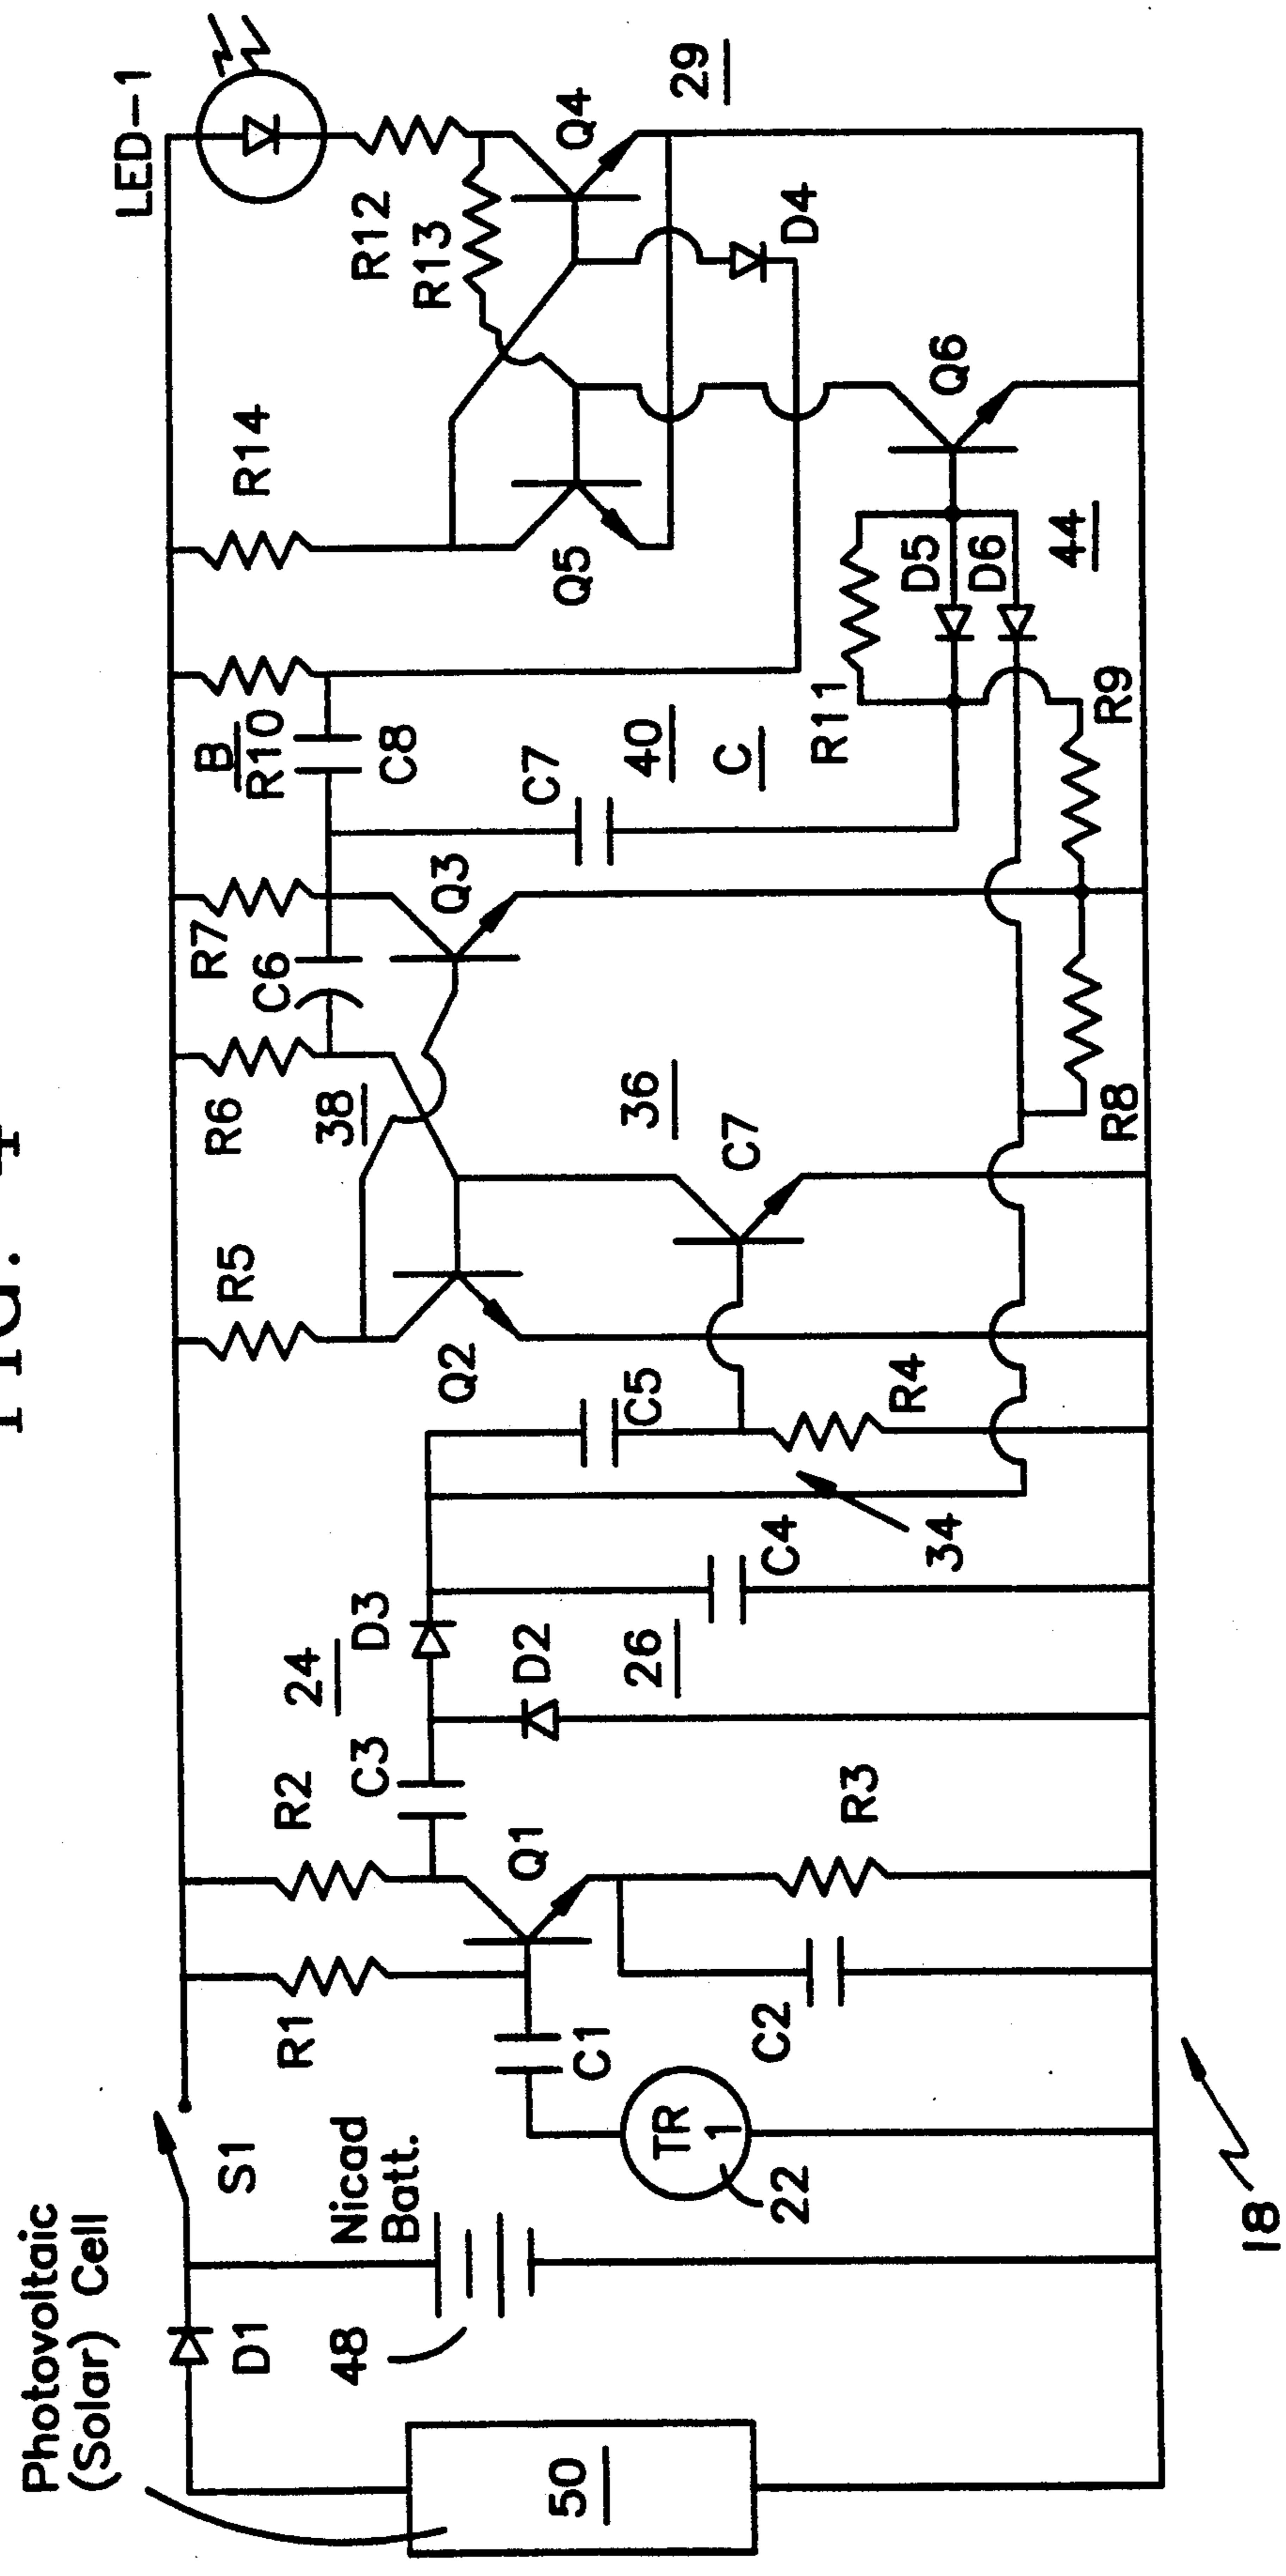 FIG. 4
Photovoltaic
(Solar) Cell
50
D1
48
Nicad
Batt.
S1
TR
1
22
C1
R1
R2
Q1
C2
R3
C3
24
D3
D2
26
C4
34
C5
R4
R5
Q2
R6
38
36
C7
C6
R7
Q3
R8
R9
B
R10
C8
C7
40
C
R11
D5
D6
44
Q6
R14
Q5
R13
R12
LED-1
Q4
D4
29
18